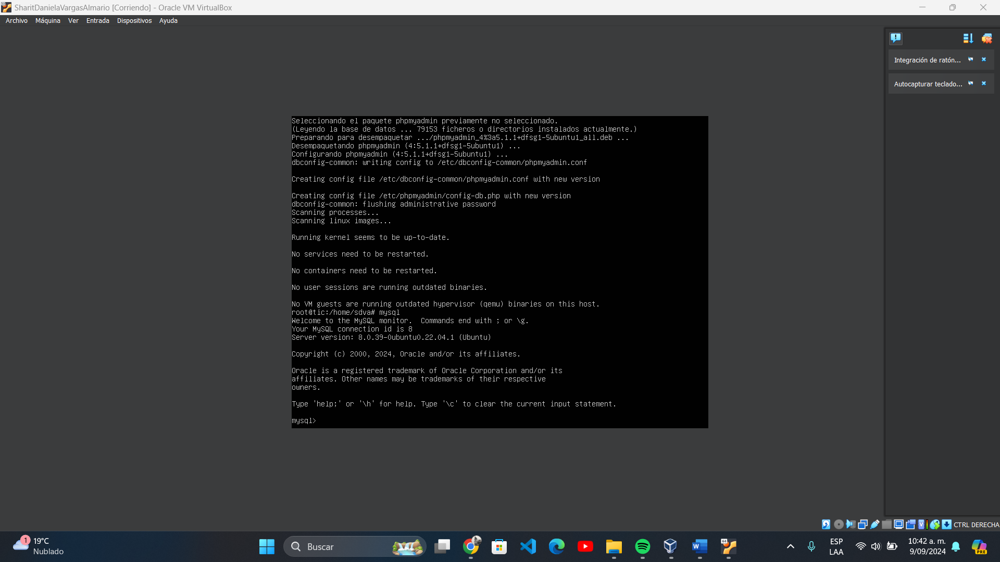 SharitDanielaVargasAlmario [Corriendo] - Oracle VM VirtualBox
Archivo Máquina Ver Entrada Dispositivos Ayuda
Integración de ratón...
Autocapturar teclado...
Seleccionando el paquete phpmyadmin previamente no seleccionado.
(Leyendo la base de datos ... 79153 ficheros o directorios instalados actualmente.)
Preparando para desempaquetar .../phpmyadmin_4%3a5.1.1+dfsg1-5ubuntu1_all.deb ...
Desempaquetando phpmyadmin (4:5.1.1+dfsg1-5ubuntu1) ...
Configurando phpmyadmin (4:5.1.1+dfsg1-5ubuntu1) ...
dbconfig-common: writing config to /etc/dbconfig-common/phpmyadmin.conf
Creating config file /etc/dbconfig-common/phpmyadmin.conf with new version
Creating config file /etc/phpmyadmin/config-db.php with new version
dbconfig-common: flushing administrative password
Scanning processes...
Scanning linux images...
Running kernel seems to be up-to-date.
No services need to be restarted.
No containers need to be restarted.
No user sessions are running outdated binaries.
No VM guests are running outdated hypervisor (qemu) binaries on this host.
root@tic:/home/sdva# mysql
Welcome to the MySQL monitor.  Commands end with ; or \g.
Your MySQL connection id is 8
Server version: 8.0.39-0ubuntu0.22.04.1 (Ubuntu)
Copyright (c) 2000, 2024, Oracle and/or its affiliates.
Oracle is a registered trademark of Oracle Corporation and/or its
affiliates. Other names may be trademarks of their respective
owners.
Type 'help;' or '\h' for help. Type '\c' to clear the current input statement.
mysql>
CTRL DERECHA
1
19°C
Nublado
Buscar
ESP
LAA
10:42 a. m.
9/09/2024
PRE